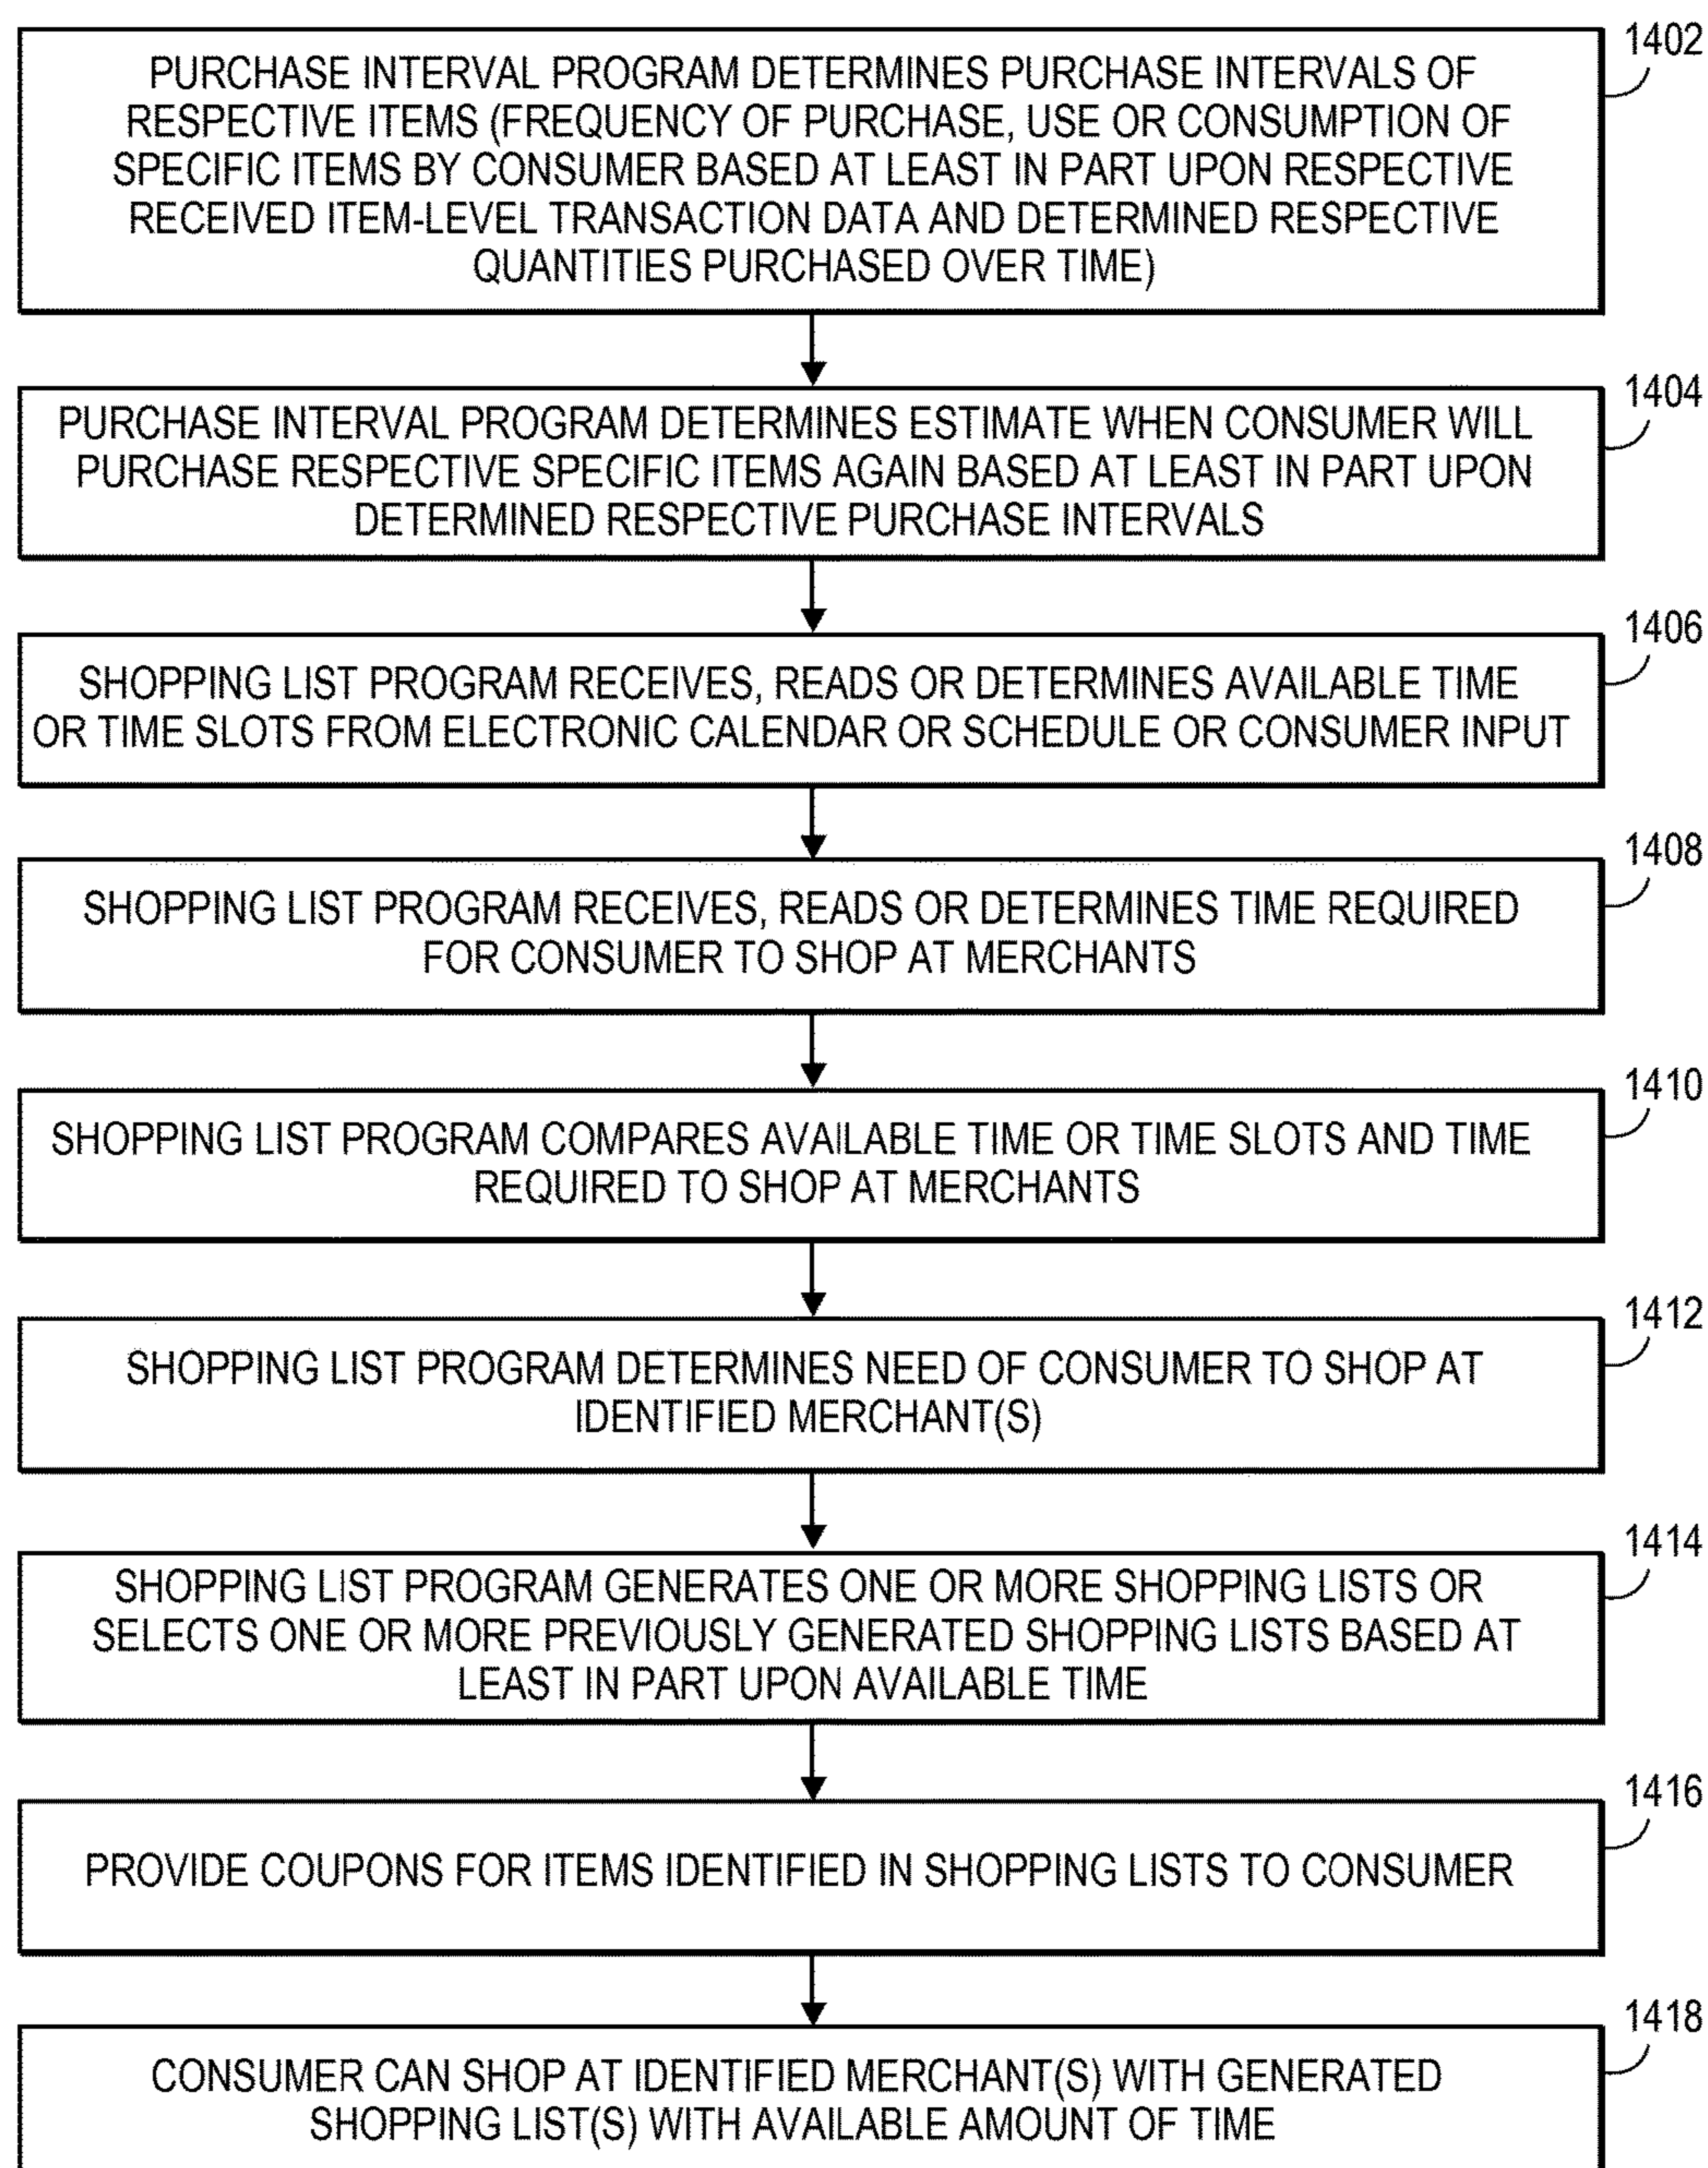 1402
PURCHASE INTERVAL PROGRAM DETERMINES PURCHASE INTERVALS OF
RESPECTIVE ITEMS (FREQUENCY OF PURCHASE, USE OR CONSUMPTION OF
SPECIFIC ITEMS BY CONSUMER BASED AT LEAST IN PART UPON RESPECTIVE
RECEIVED ITEM-LEVEL TRANSACTION DATA AND DETERMINED RESPECTIVE
QUANTITIES PURCHASED OVER TIME)
1404
PURCHASE INTERVAL PROGRAM DETERMINES ESTIMATE WHEN CONSUMER WILL
PURCHASE RESPECTIVE SPECIFIC ITEMS AGAIN BASED AT LEAST IN PART UPON
DETERMINED RESPECTIVE PURCHASE INTERVALS
1406
SHOPPING LIST PROGRAM RECEIVES, READS OR DETERMINES AVAILABLE TIME
OR TIME SLOTS FROM ELECTRONIC CALENDAR OR SCHEDULE OR CONSUMER INPUT
1408
SHOPPING LIST PROGRAM RECEIVES, READS OR DETERMINES TIME REQUIRED
FOR CONSUMER TO SHOP AT MERCHANTS
1410
SHOPPING LIST PROGRAM COMPARES AVAILABLE TIME OR TIME SLOTS AND TIME
REQUIRED TO SHOP AT MERCHANTS
1412
SHOPPING LIST PROGRAM DETERMINES NEED OF CONSUMER TO SHOP AT
IDENTIFIED MERCHANT(S)
1414
SHOPPING LIST PROGRAM GENERATES ONE OR MORE SHOPPING LISTS OR
SELECTS ONE OR MORE PREVIOUSLY GENERATED SHOPPING LISTS BASED AT
LEAST IN PART UPON AVAILABLE TIME
1416
PROVIDE COUPONS FOR ITEMS IDENTIFIED IN SHOPPING LISTS TO CONSUMER
1418
CONSUMER CAN SHOP AT IDENTIFIED MERCHANT(S) WITH GENERATED
SHOPPING LIST(S) WITH AVAILABLE AMOUNT OF TIME